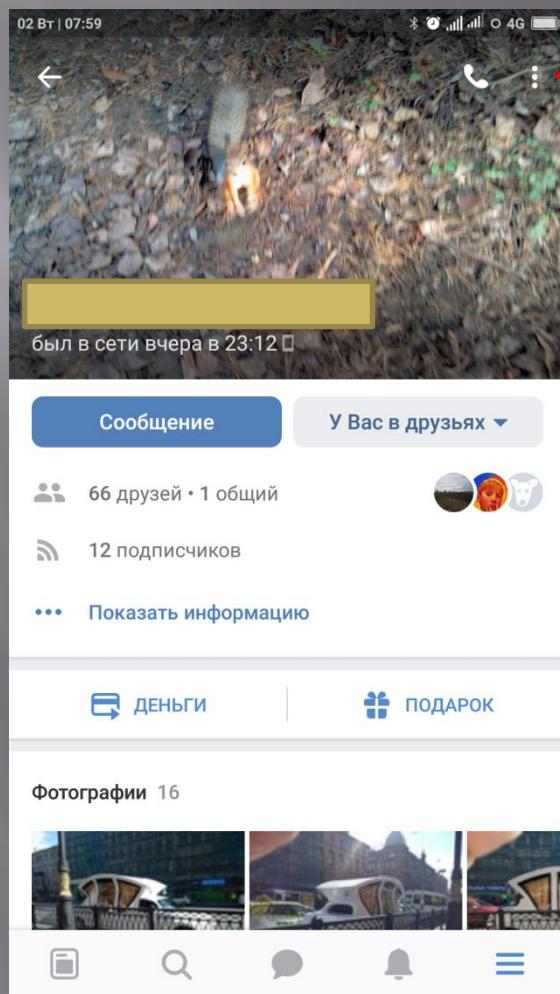 02 Вт | 07:59
4G
был в сети вчера в 23:12
Сообщение
У Вас в друзьях
66 друзей • 1 общий
12 подписчиков
Показать информацию
ДЕНЬГИ
ПОДАРОК
Фотографии 16